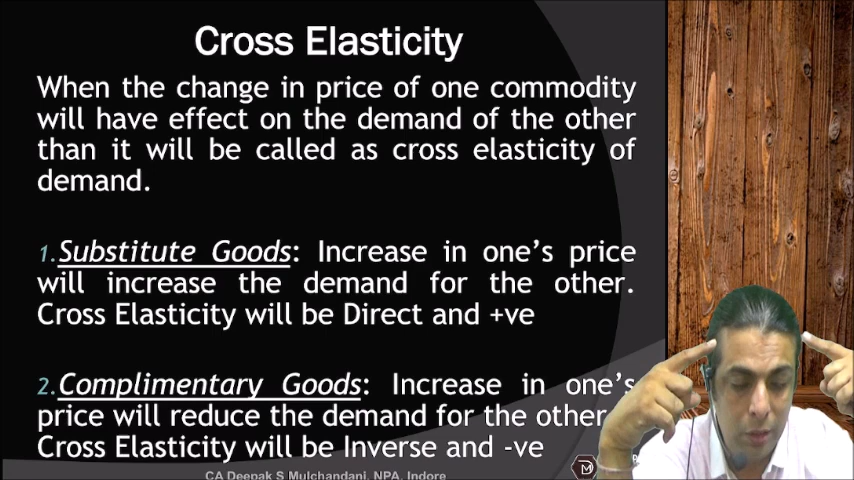 Cross Elasticity
When the change in price of one commodity
will have effect on the demand of the other
than it will be called as cross elasticity of
demand.
1.Substitute Goods: Increase in one's price
will increase the demand for the other.
Cross Elasticity will be Direct and +ve
2.Complimentary Goods: Increase in one's
price will reduce the demand for the other
Cross Elasticity will be Inverse and -ve
CA Deepak S Mulchandani, NPA, Indore